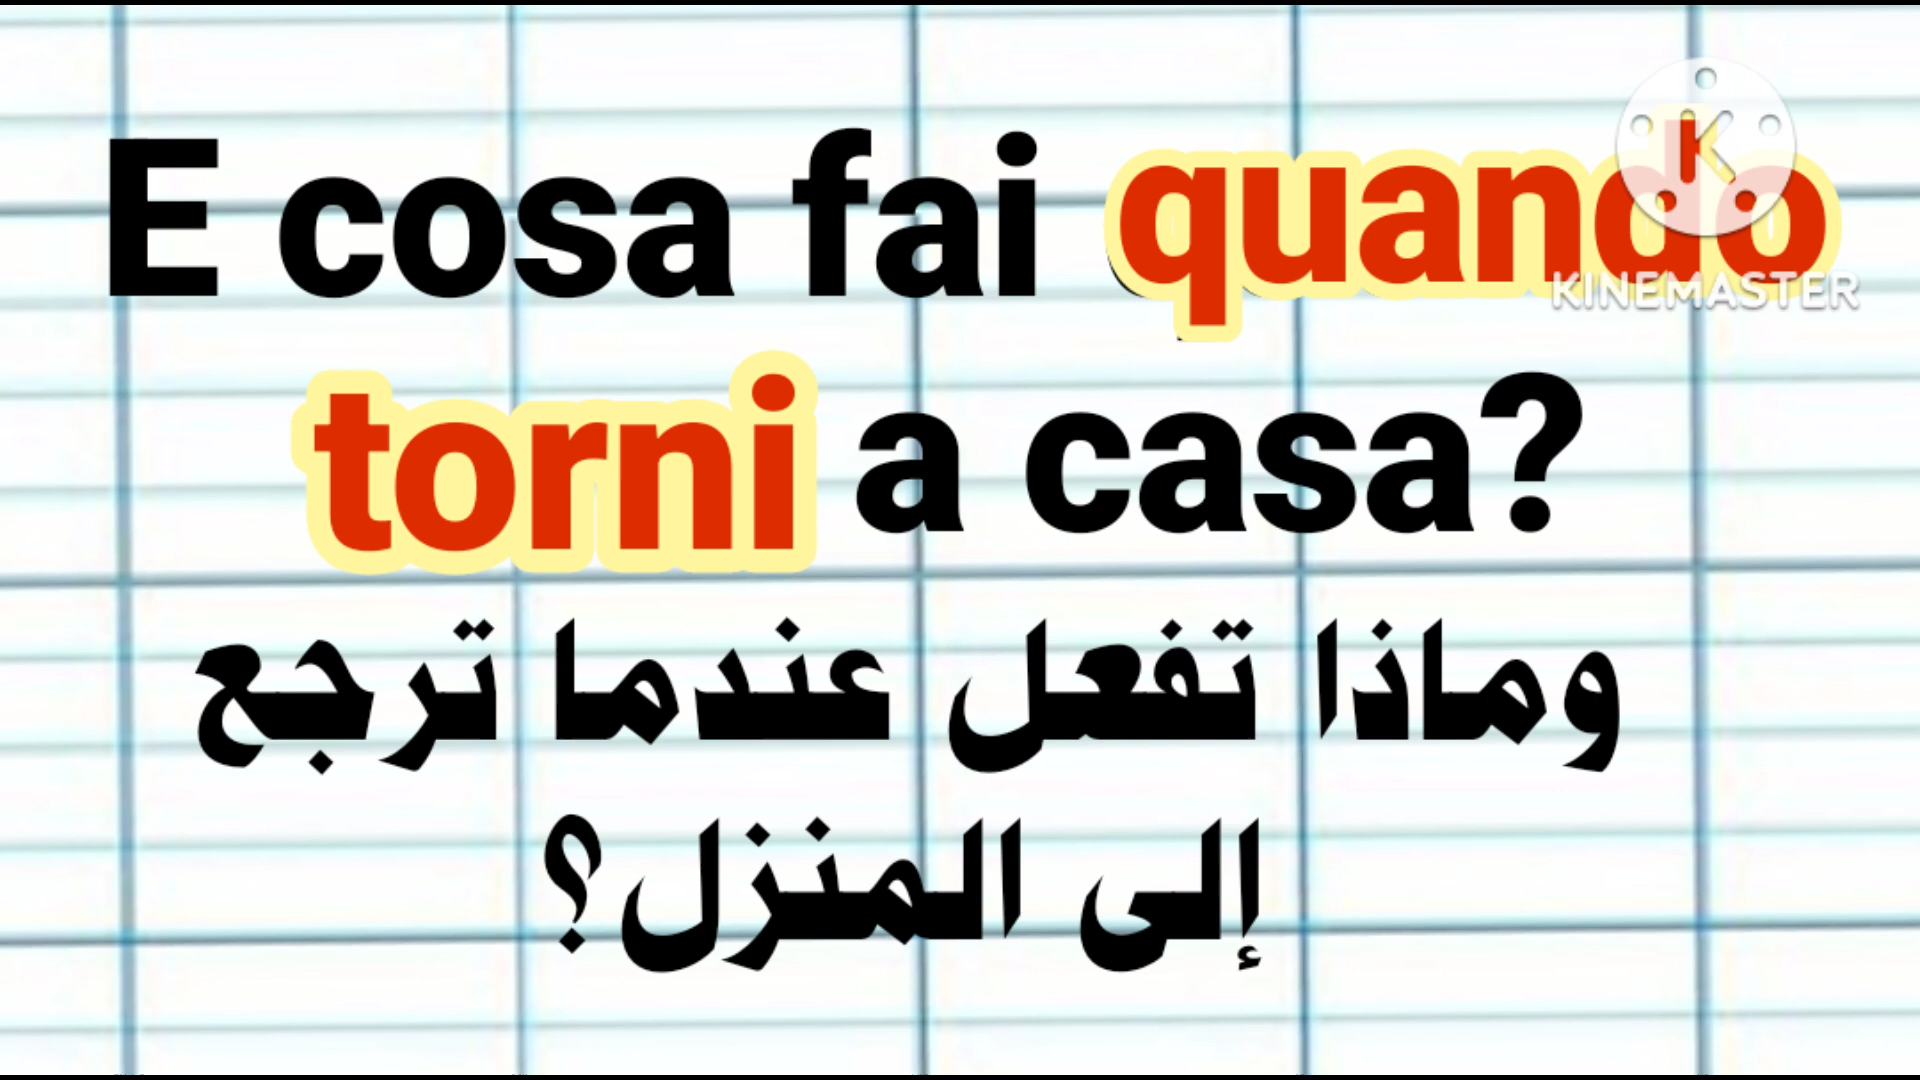 E cosa fai quando
torni a casa?
وماذا تفعل عندما ترجع
إلى المنزل؟
K
KINEMASTER